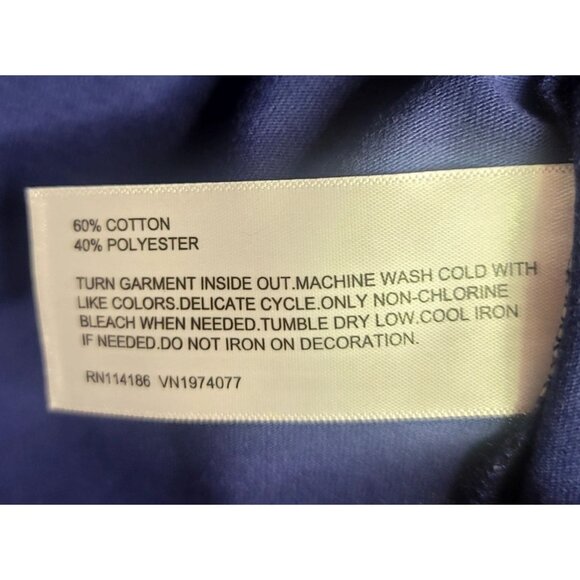 60% COTTON
40% POLYESTER
TURN GARMENT INSIDE OUT.MACHINE WASH COLD WITH
LIKE COLORS.DELICATE CYCLE.ONLY NON-CHLORINE
BLEACH WHEN NEEDED.TUMBLE DRY LOW.COOL IRON
IF NEEDED.DO NOT IRON ON DECORATION.
RN114186 VN1974077